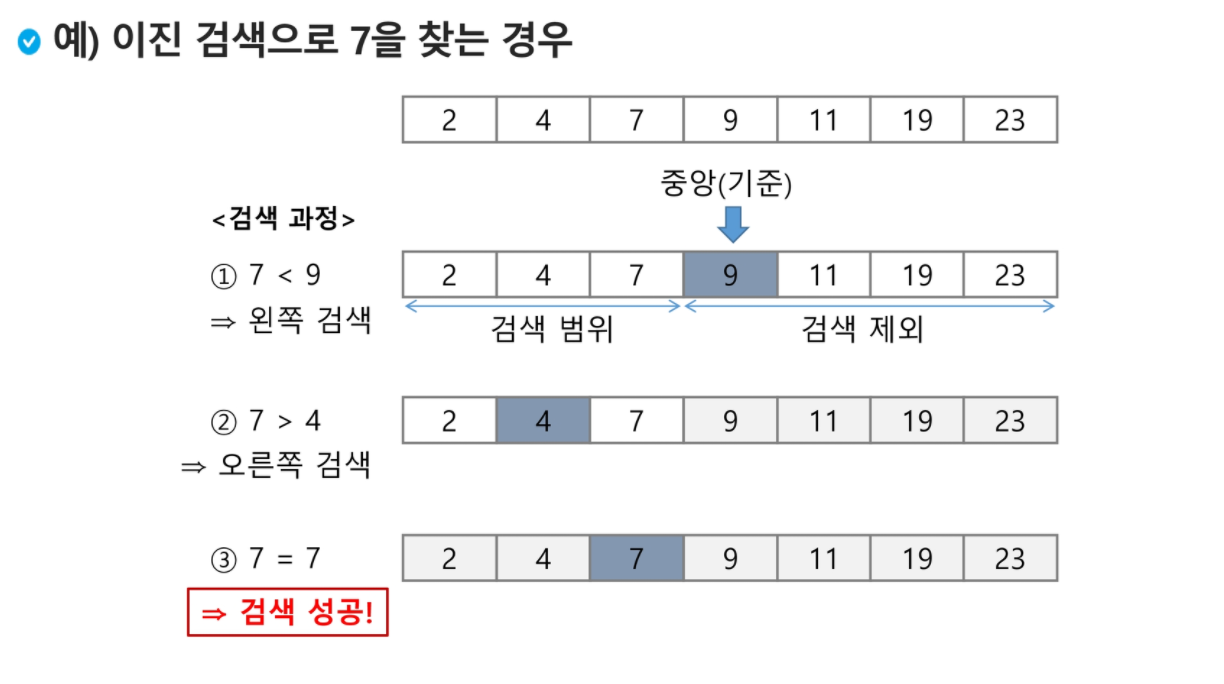 예) 이진 검색으로 7을 찾는 경우
2 4 7 9 11 19 23
중앙(기준)
<검색 과정>
① 7 < 9
2 4 7 9 11 19 23
⇒ 왼쪽 검색
검색 범위 검색 제외
② 7 > 4
2 4 7 9 11 19 23
⇒ 오른쪽 검색
③ 7 = 7
2 4 7 9 11 19 23
⇒ 검색 성공!